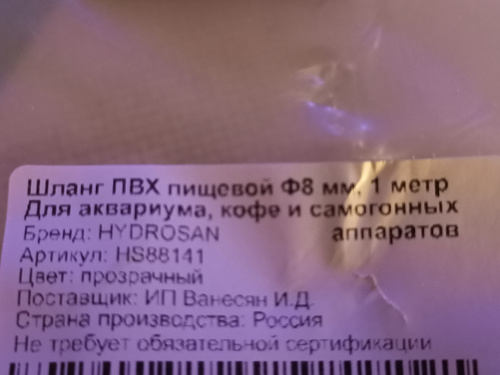 Шланг ПВХ пищевой Ф8 мм, 1 метр
Для аквариума, кофе и самогонных
аппаратов
Бренд: HYDROSAN
Артикул: HS88141
Цвет: прозрачный
Поставщик: ИП Ванесян И.Д.
Страна производства: Россия
Не требует обязательной сертификации